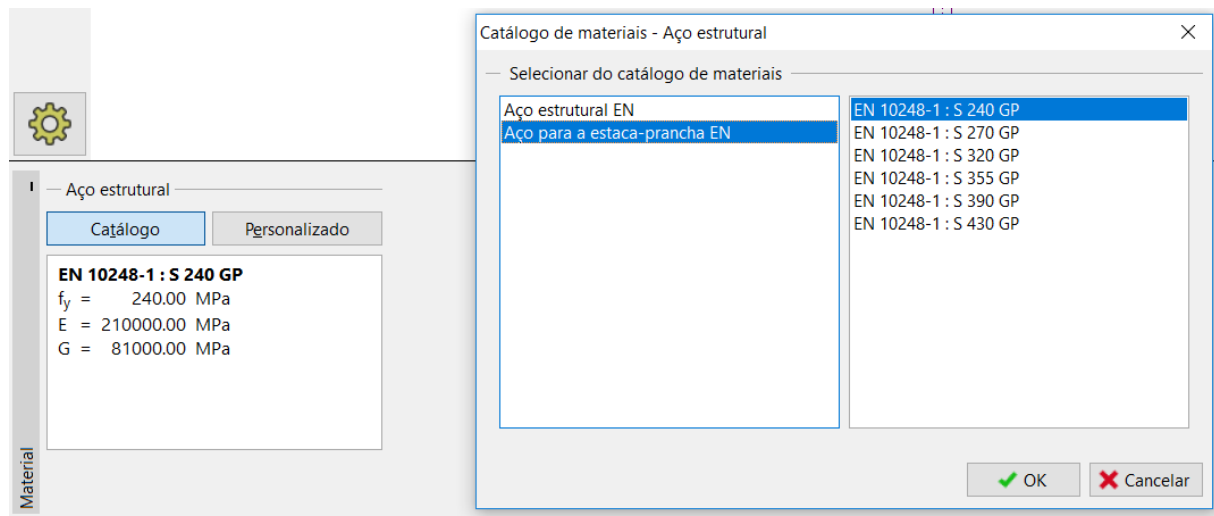 Catálogo de materiais - Aço estrutural
Selecionar do catálogo de materiais
Aço estrutural EN
Aço para a estaca-prancha EN
EN 10248-1 : S 240 GP
EN 10248-1 : S 270 GP
EN 10248-1 : S 320 GP
EN 10248-1 : S 355 GP
EN 10248-1 : S 390 GP
EN 10248-1 : S 430 GP
OK
Cancelar
Aço estrutural
Catálogo
Personalizado
EN 10248-1 : S 240 GP
fy = 240.00 MPa
E = 210000.00 MPa
G = 81000.00 MPa
Material